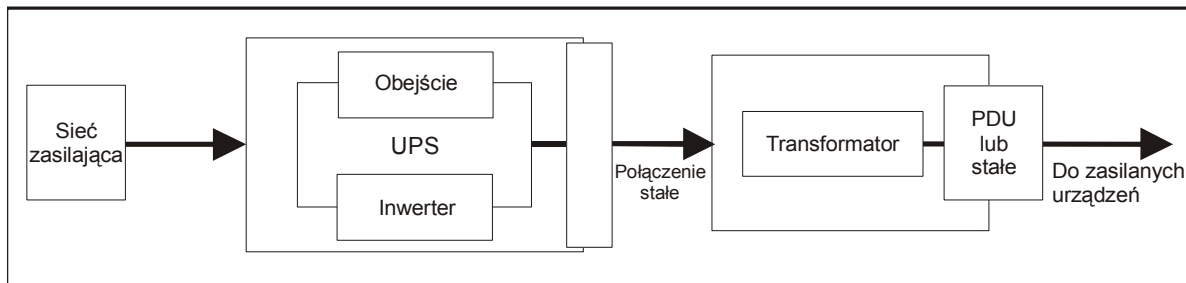 Sieć
zasilająca
Obejście
UPS
Inwerter
Połączenie
stałe
Transformator
PDU
lub
stałe
Do zasilanych
urządzeń